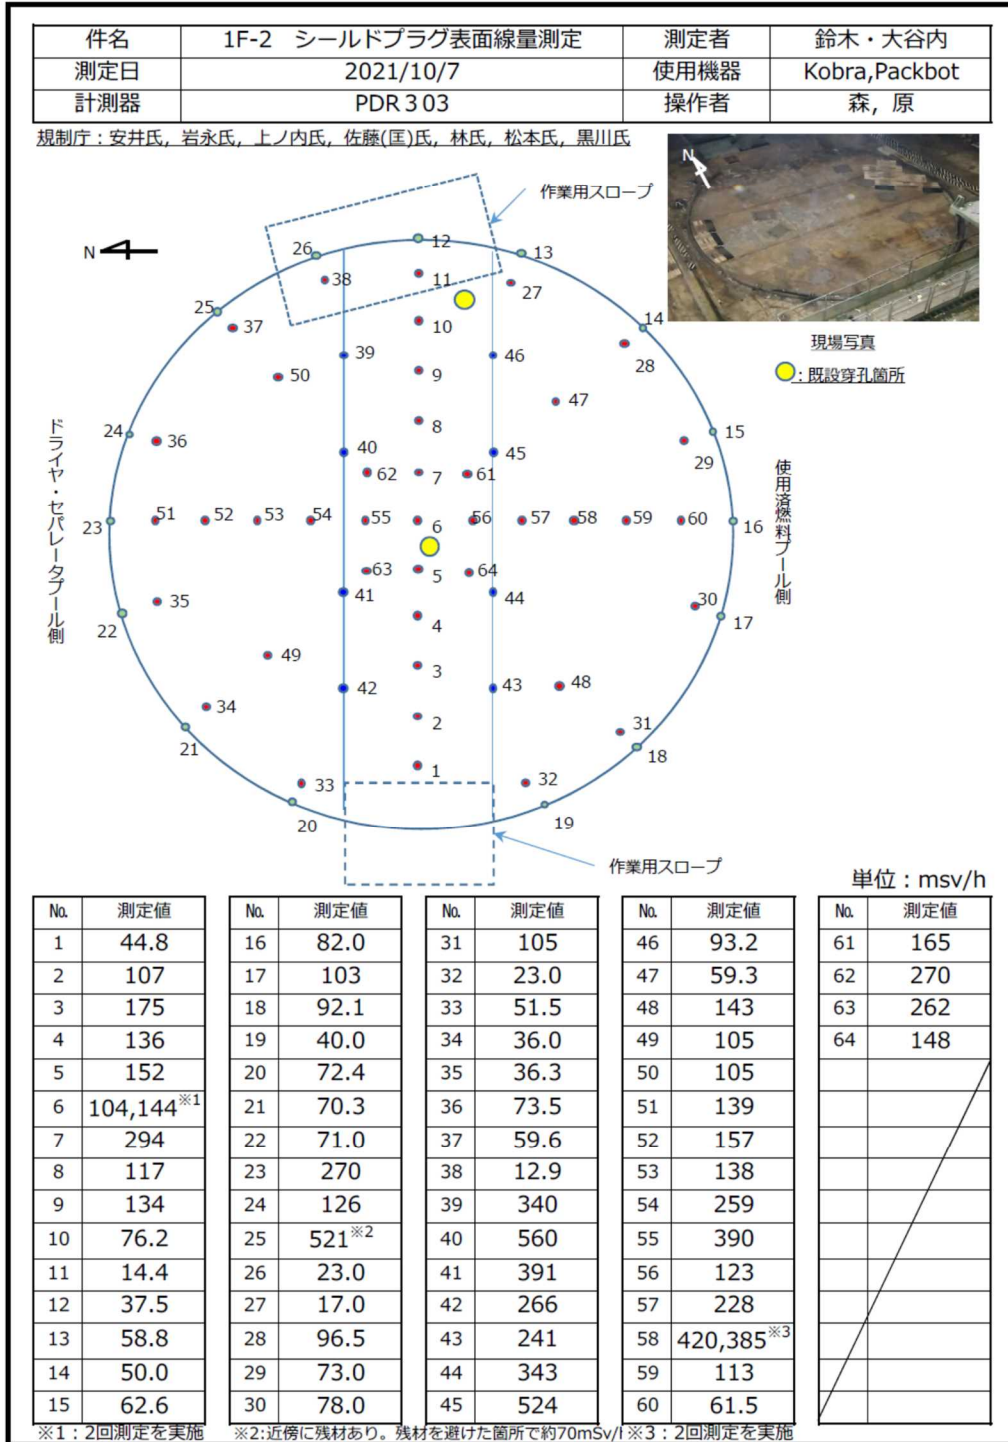 件名 1F-2 シールドプラグ表面線量測定 測定者 鈴木・大谷内
測定日 2021/10/7 使用機器 Kobra,Packbot
計測器 PDR303 操作者 森，原
規制庁：安井氏，岩永氏，上ノ内氏，佐藤(匡)氏，林氏，松本氏，黒川氏
作業用スロープ
N
N
現場写真
：既設穿孔箇所
12
26
13
38
11
27
25
37
10
14
28
39
46
50
9
47
24
36
8
15
40
45
29
62
7
61
ドライヤ・セパレータプール側
使用済燃料プール側
23
51
52
53
54
55
6
56
57
58
59
60
16
63
5
64
35
41
44
30
22
4
17
49
3
42
43
48
34
2
31
21
18
1
33
32
20
19
作業用スロープ
単位：msv/h
№ 測定値 № 測定値 № 測定値 № 測定値 № 測定値
1 44.8 16 82.0 31 105 46 93.2 61 165
2 107 17 103 32 23.0 47 59.3 62 270
3 175 18 92.1 33 51.5 48 143 63 262
4 136 19 40.0 34 36.0 49 105 64 148
5 152 20 72.4 35 36.3 50 105
6 104,144※1 21 70.3 36 73.5 51 139
7 294 22 71.0 37 59.6 52 157
8 117 23 270 38 12.9 53 138
9 134 24 126 39 340 54 259
10 76.2 25 521※2 40 560 55 390
11 14.4 26 23.0 41 391 56 123
12 37.5 27 17.0 42 266 57 228
13 58.8 28 96.5 43 241 58 420,385※3
14 50.0 29 73.0 44 343 59 113
15 62.6 30 78.0 45 524 60 61.5
※1：2回測定を実施 ※2:近傍に残材あり。残材を避けた箇所で約70mSv/ ※3：2回測定を実施